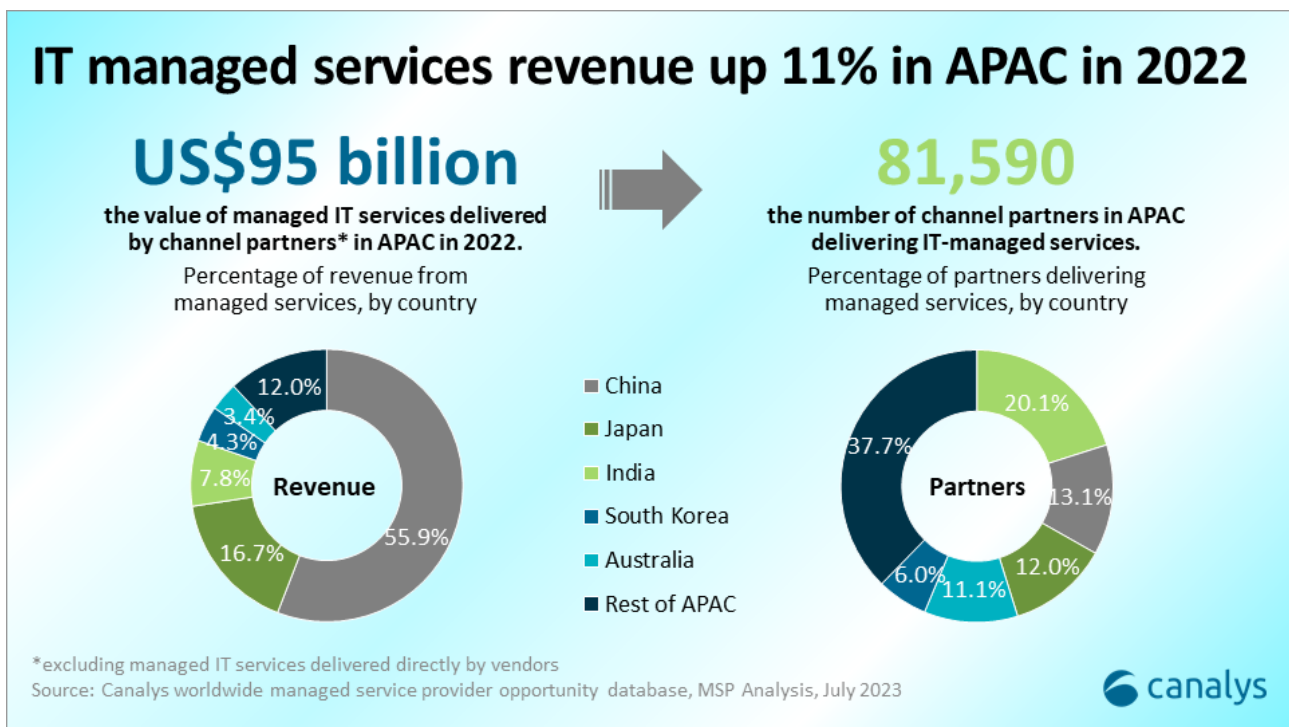 IT managed services revenue up 11% in APAC in 2022
US$95 billion
the value of managed IT services delivered
by channel partners* in APAC in 2022.
Percentage of revenue from
managed services, by country
81,590
the number of channel partners in APAC
delivering IT-managed services.
Percentage of partners delivering
managed services, by country
12.0%
3.4%
4.3%
7.8%
16.7%
55.9%
Revenue
China
Japan
India
South Korea
Australia
Rest of APAC
20.1%
37.7%
13.1%
12.0%
11.1%
6.0%
Partners
*excluding managed IT services delivered directly by vendors
Source: Canalys worldwide managed service provider opportunity database, MSP Analysis, July 2023
canalys